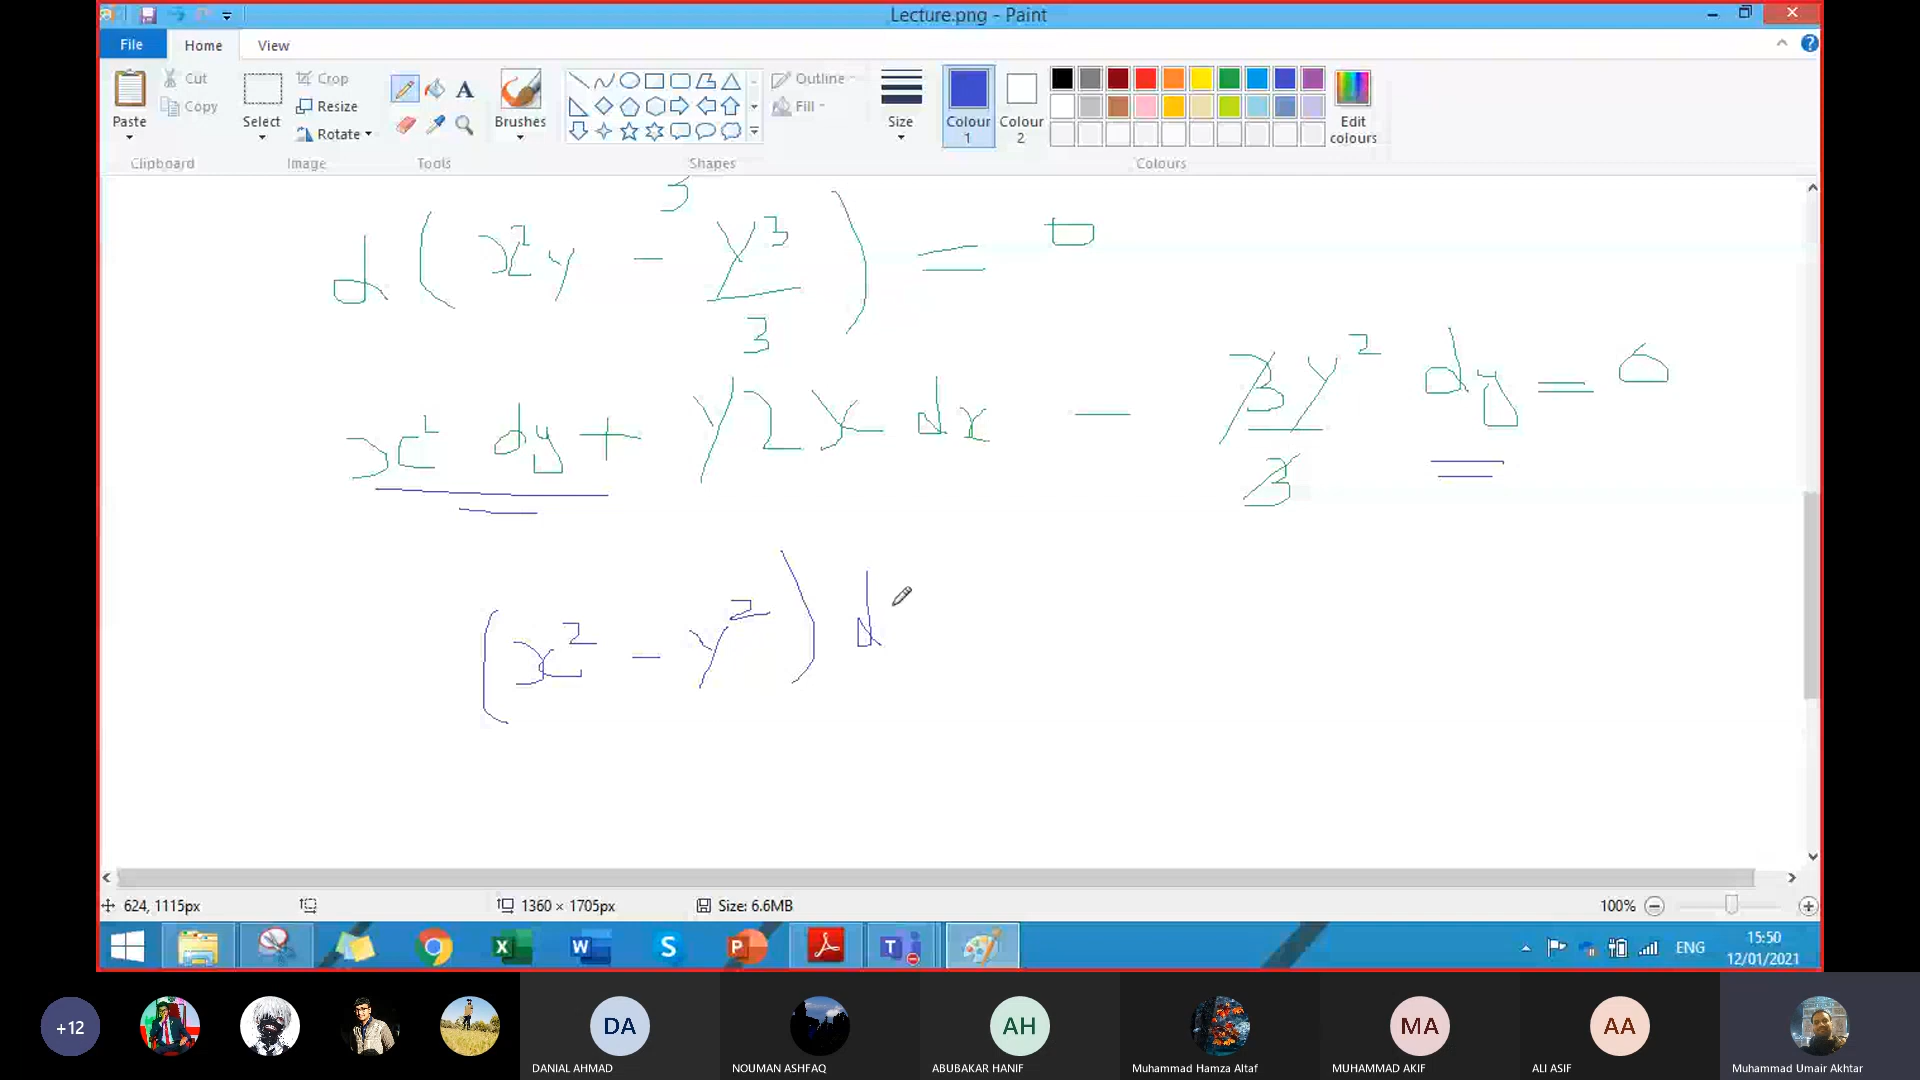 Lecture.png - Paint
File Home View
Paste Cut Copy Clipboard
Select Crop Resize Rotate Image
Tools
Brushes
Shapes Outline Fill
Size
Colour 1 Colour 2 Edit colours Colours
3
d(x²y - y³/3) = 0
x² dy + y2x dx - 3y²/3 dy = 0
(x² - y²) d
624, 1115px 1360 × 1705px Size: 6.6MB 100%
ENG 15:50
12/01/2021
+12 DA AH MA AA
DANIAL AHMAD NOUMAN ASHFAQ ABUBAKAR HANIF Muhammad Hamza Altaf MUHAMMAD AKIF ALI ASIF Muhammad Umair Akhtar